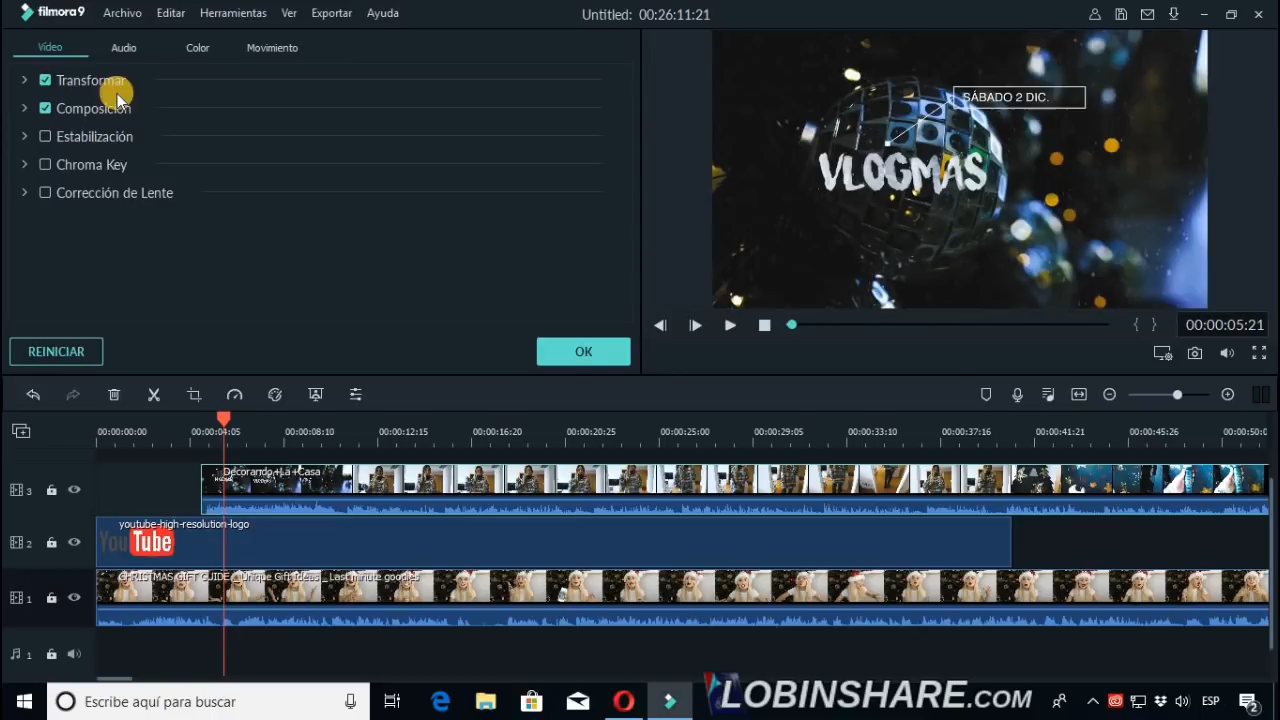 filmora9 Archivo Editar Herramientas Ver Exportar Ayuda Untitled: 00:26:11:21
Vídeo Audio Color Movimiento
Transformar
Composición
Estabilización
Chroma Key
Corrección de Lente
REINICIAR OK
SÁBADO 2 DIC.
VLOGMAS
00:00:05:21
00:00:00:00 00:00:04:05 00:00:08:10 00:00:12:15 00:00:16:20 00:00:20:25 00:00:25:00 00:00:29:05 00:00:33:10 00:00:37:16 00:00:41:21 00:00:45:26 00:00:50:0
3 Decorando+La+Casa
2 youtube-high-resolution-logo
YouTube
1 CHRISTMAS GIFT GUIDE _ Unique Gift Ideas _ Last minute goodies
1
Escribe aquí para buscar
LOBINSHARE.COM
ESP
2